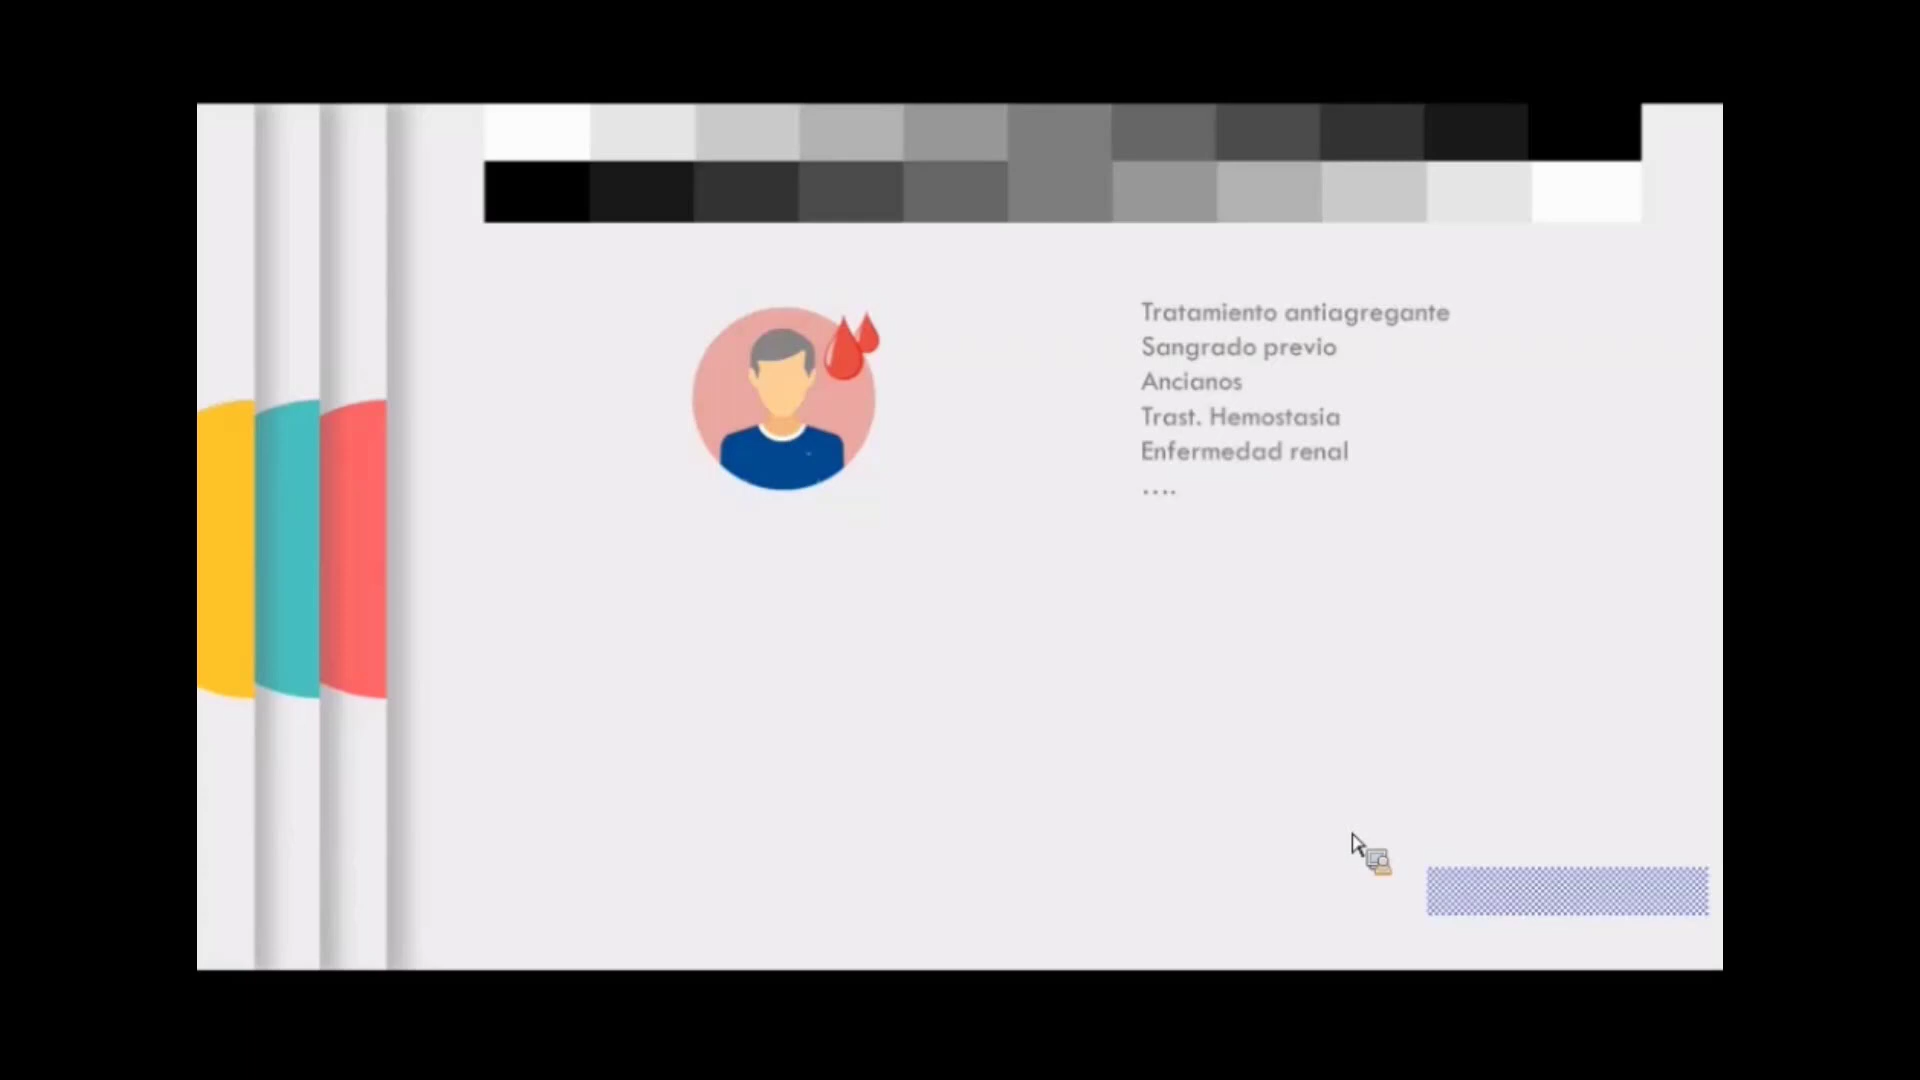 Tratamiento antiagregante
Sangrado previo
Ancianos
Trast. Hemostasia
Enfermedad renal
....